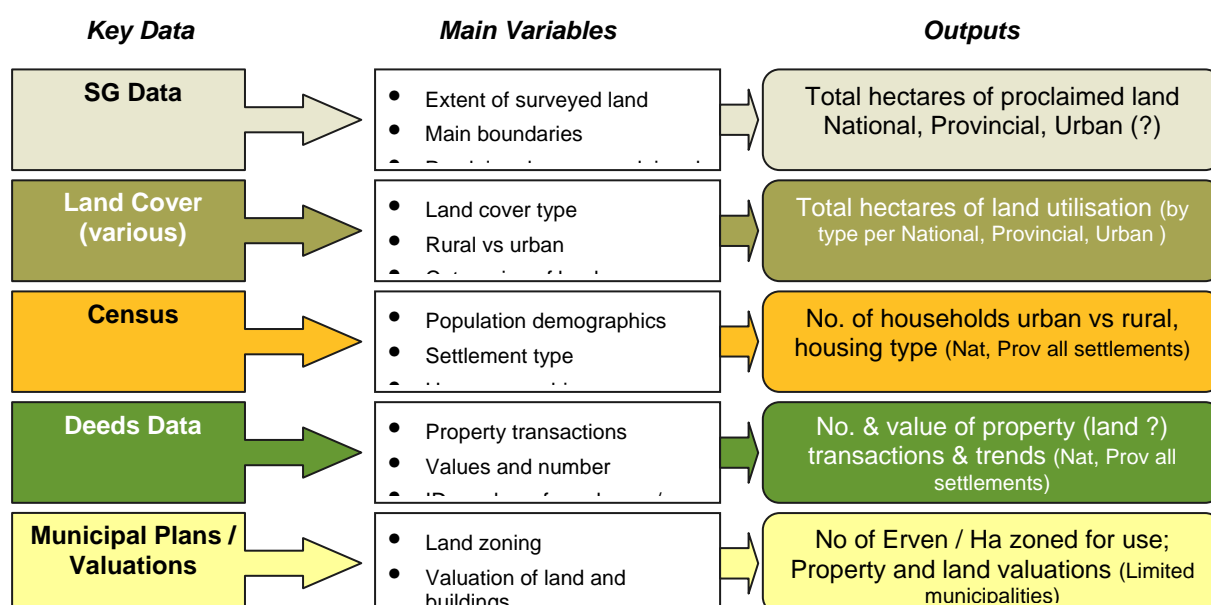 Key Data
Main Variables
Outputs
SG Data
• Extent of surveyed land
• Main boundaries
Total hectares of proclaimed land
National, Provincial, Urban (?)
Land Cover
(various)
• Land cover type
• Rural vs urban
Total hectares of land utilisation (by
type per National, Provincial, Urban )
Census
• Population demographics
• Settlement type
No. of households urban vs rural,
housing type (Nat, Prov all settlements)
Deeds Data
• Property transactions
• Values and number
No. & value of property (land ?)
transactions & trends (Nat, Prov all
settlements)
Municipal Plans /
Valuations
• Land zoning
• Valuation of land and
buildings
No of Erven / Ha zoned for use;
Property and land valuations (Limited
municipalities)